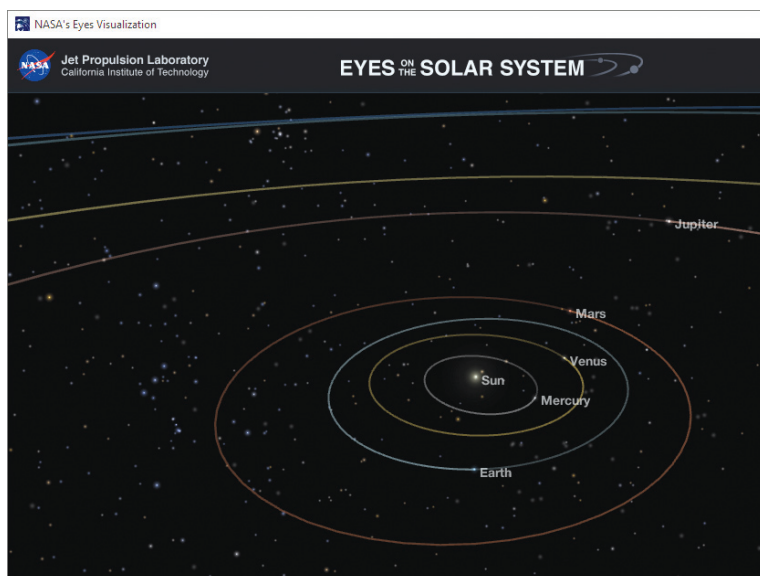 NASA's Eyes Visualization
NASA
Jet Propulsion Laboratory
California Institute of Technology
EYES ON THE SOLAR SYSTEM
Jupiter
Mars
Venus
Sun
Mercury
Earth